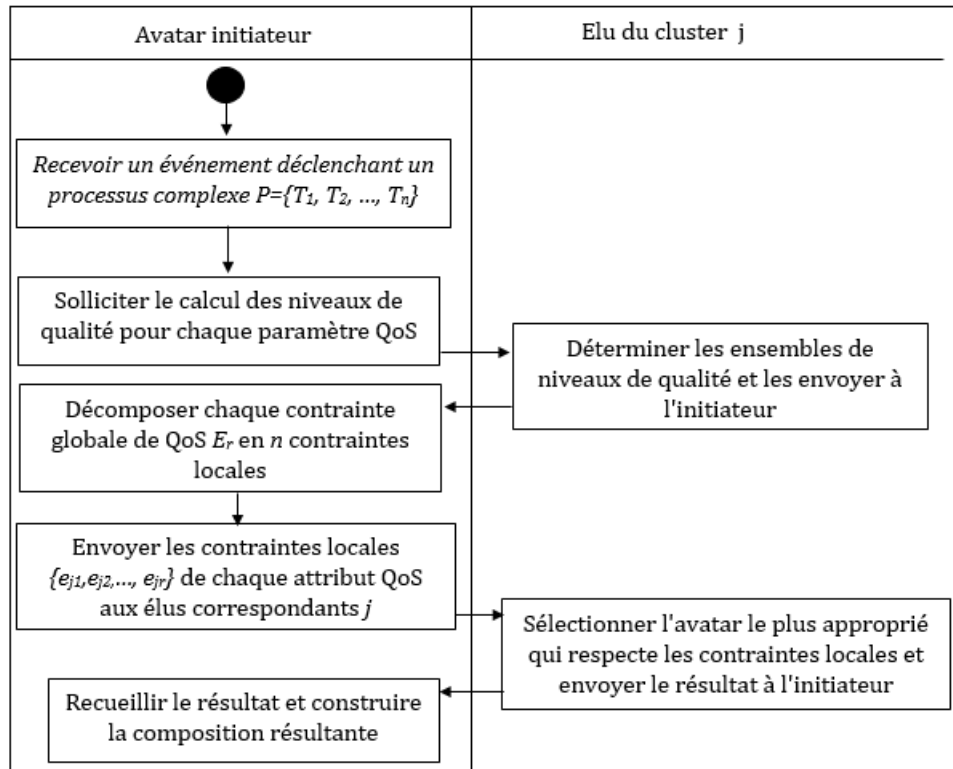 Avatar initiateur
Elu du cluster j
Recevoir un événement déclenchant un
processus complexe P={T1, T2, ..., Tn}
Solliciter le calcul des niveaux de
qualité pour chaque paramètre QoS
Déterminer les ensembles de
niveaux de qualité et les envoyer à
l'initiateur
Décomposer chaque contrainte
globale de QoS Er en n contraintes
locales
Envoyer les contraintes locales
{ej1,ej2,..., ejr} de chaque attribut QoS
aux élus correspondants j
Sélectionner l'avatar le plus approprié
qui respecte les contraintes locales et
envoyer le résultat à l'initiateur
Recueillir le résultat et construire
la composition résultante